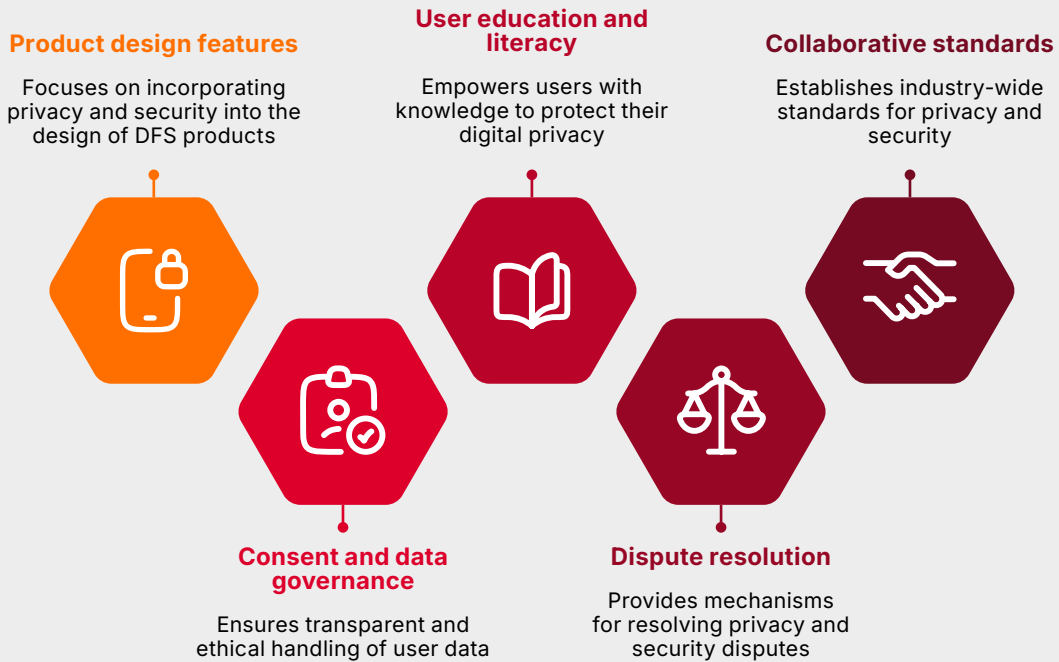 Product design features
Focuses on incorporating
privacy and security into the
design of DFS products
User education and
literacy
Empowers users with
knowledge to protect their
digital privacy
Collaborative standards
Establishes industry-wide
standards for privacy and
security
Consent and data
governance
Ensures transparent and
ethical handling of user data
Dispute resolution
Provides mechanisms
for resolving privacy and
security disputes